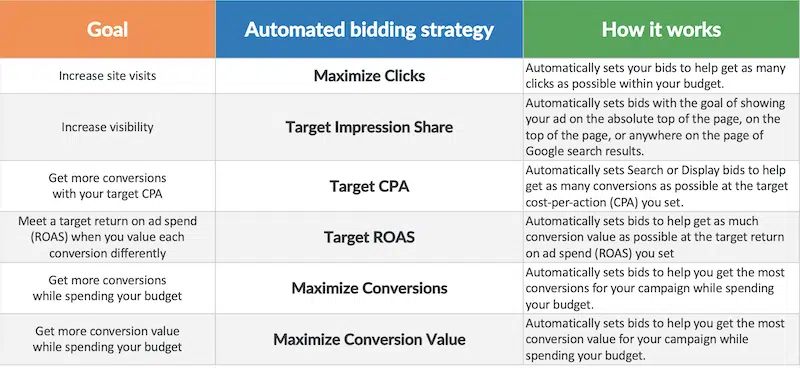 Goal
Automated bidding strategy
How it works
Increase site visits
Maximize Clicks
Automatically sets your bids to help get as many
clicks as possible within your budget.
Increase visibility
Target Impression Share
Automatically sets bids with the goal of showing
your ad on the absolute top of the page, on the
top of the page, or anywhere on the page of
Google search results.
Get more conversions
with your target CPA
Target CPA
Automatically sets Search or Display bids to help
get as many conversions as possible at the target
cost-per-action (CPA) you set.
Meet a target return on ad spend
(ROAS) when you value each
conversion differently
Target ROAS
Automatically sets bids to help get as much
conversion value as possible at the target return
on ad spend (ROAS) you set
Get more conversions
while spending your budget
Maximize Conversions
Automatically sets bids to help you get the most
conversions for your campaign while spending
your budget.
Get more conversion value
while spending your budget
Maximize Conversion Value
Automatically sets bids to help you get the most
conversion value for your campaign while
spending your budget.